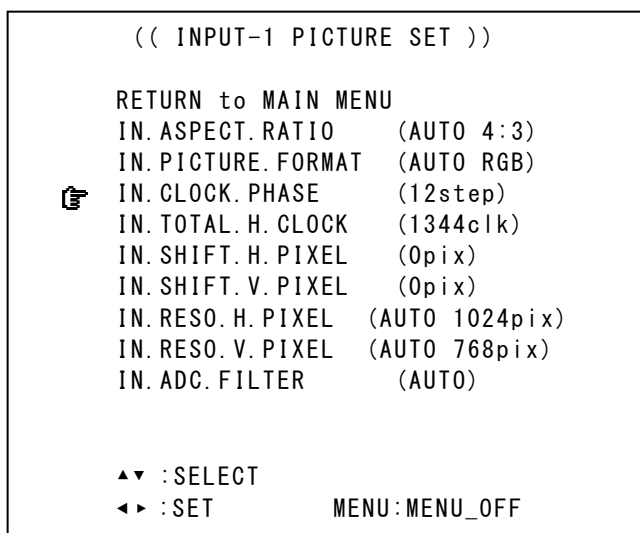 (( INPUT-1 PICTURE SET ))
RETURN to MAIN MENU
IN.ASPECT.RATIO (AUTO 4:3)
IN.PICTURE.FORMAT (AUTO RGB)
☞ IN.CLOCK.PHASE (12step)
IN.TOTAL.H.CLOCK (1344clk)
IN.SHIFT.H.PIXEL (0pix)
IN.SHIFT.V.PIXEL (0pix)
IN.RESO.H.PIXEL (AUTO 1024pix)
IN.RESO.V.PIXEL (AUTO 768pix)
IN.ADC.FILTER (AUTO)
▲▼ :SELECT
◄► :SET MENU:MENU_OFF